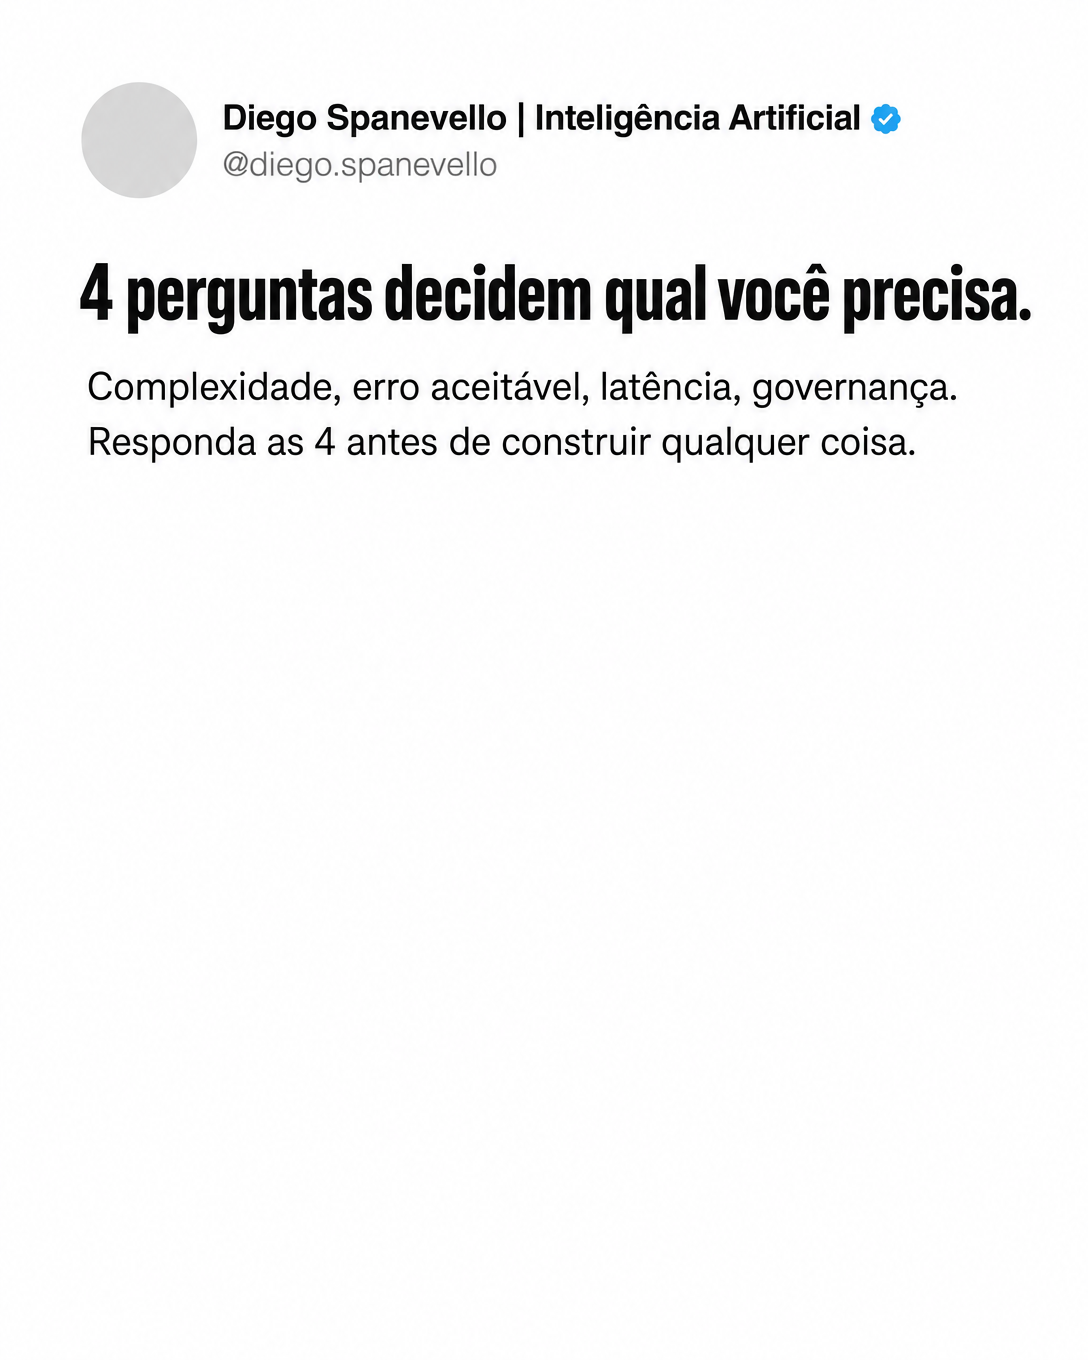 Diego Spanevello | Inteligência Artificial
@diego.spanevello
4 perguntas decidem qual você precisa.
Complexidade, erro aceitável, latência, governança.
Responda as 4 antes de construir qualquer coisa.